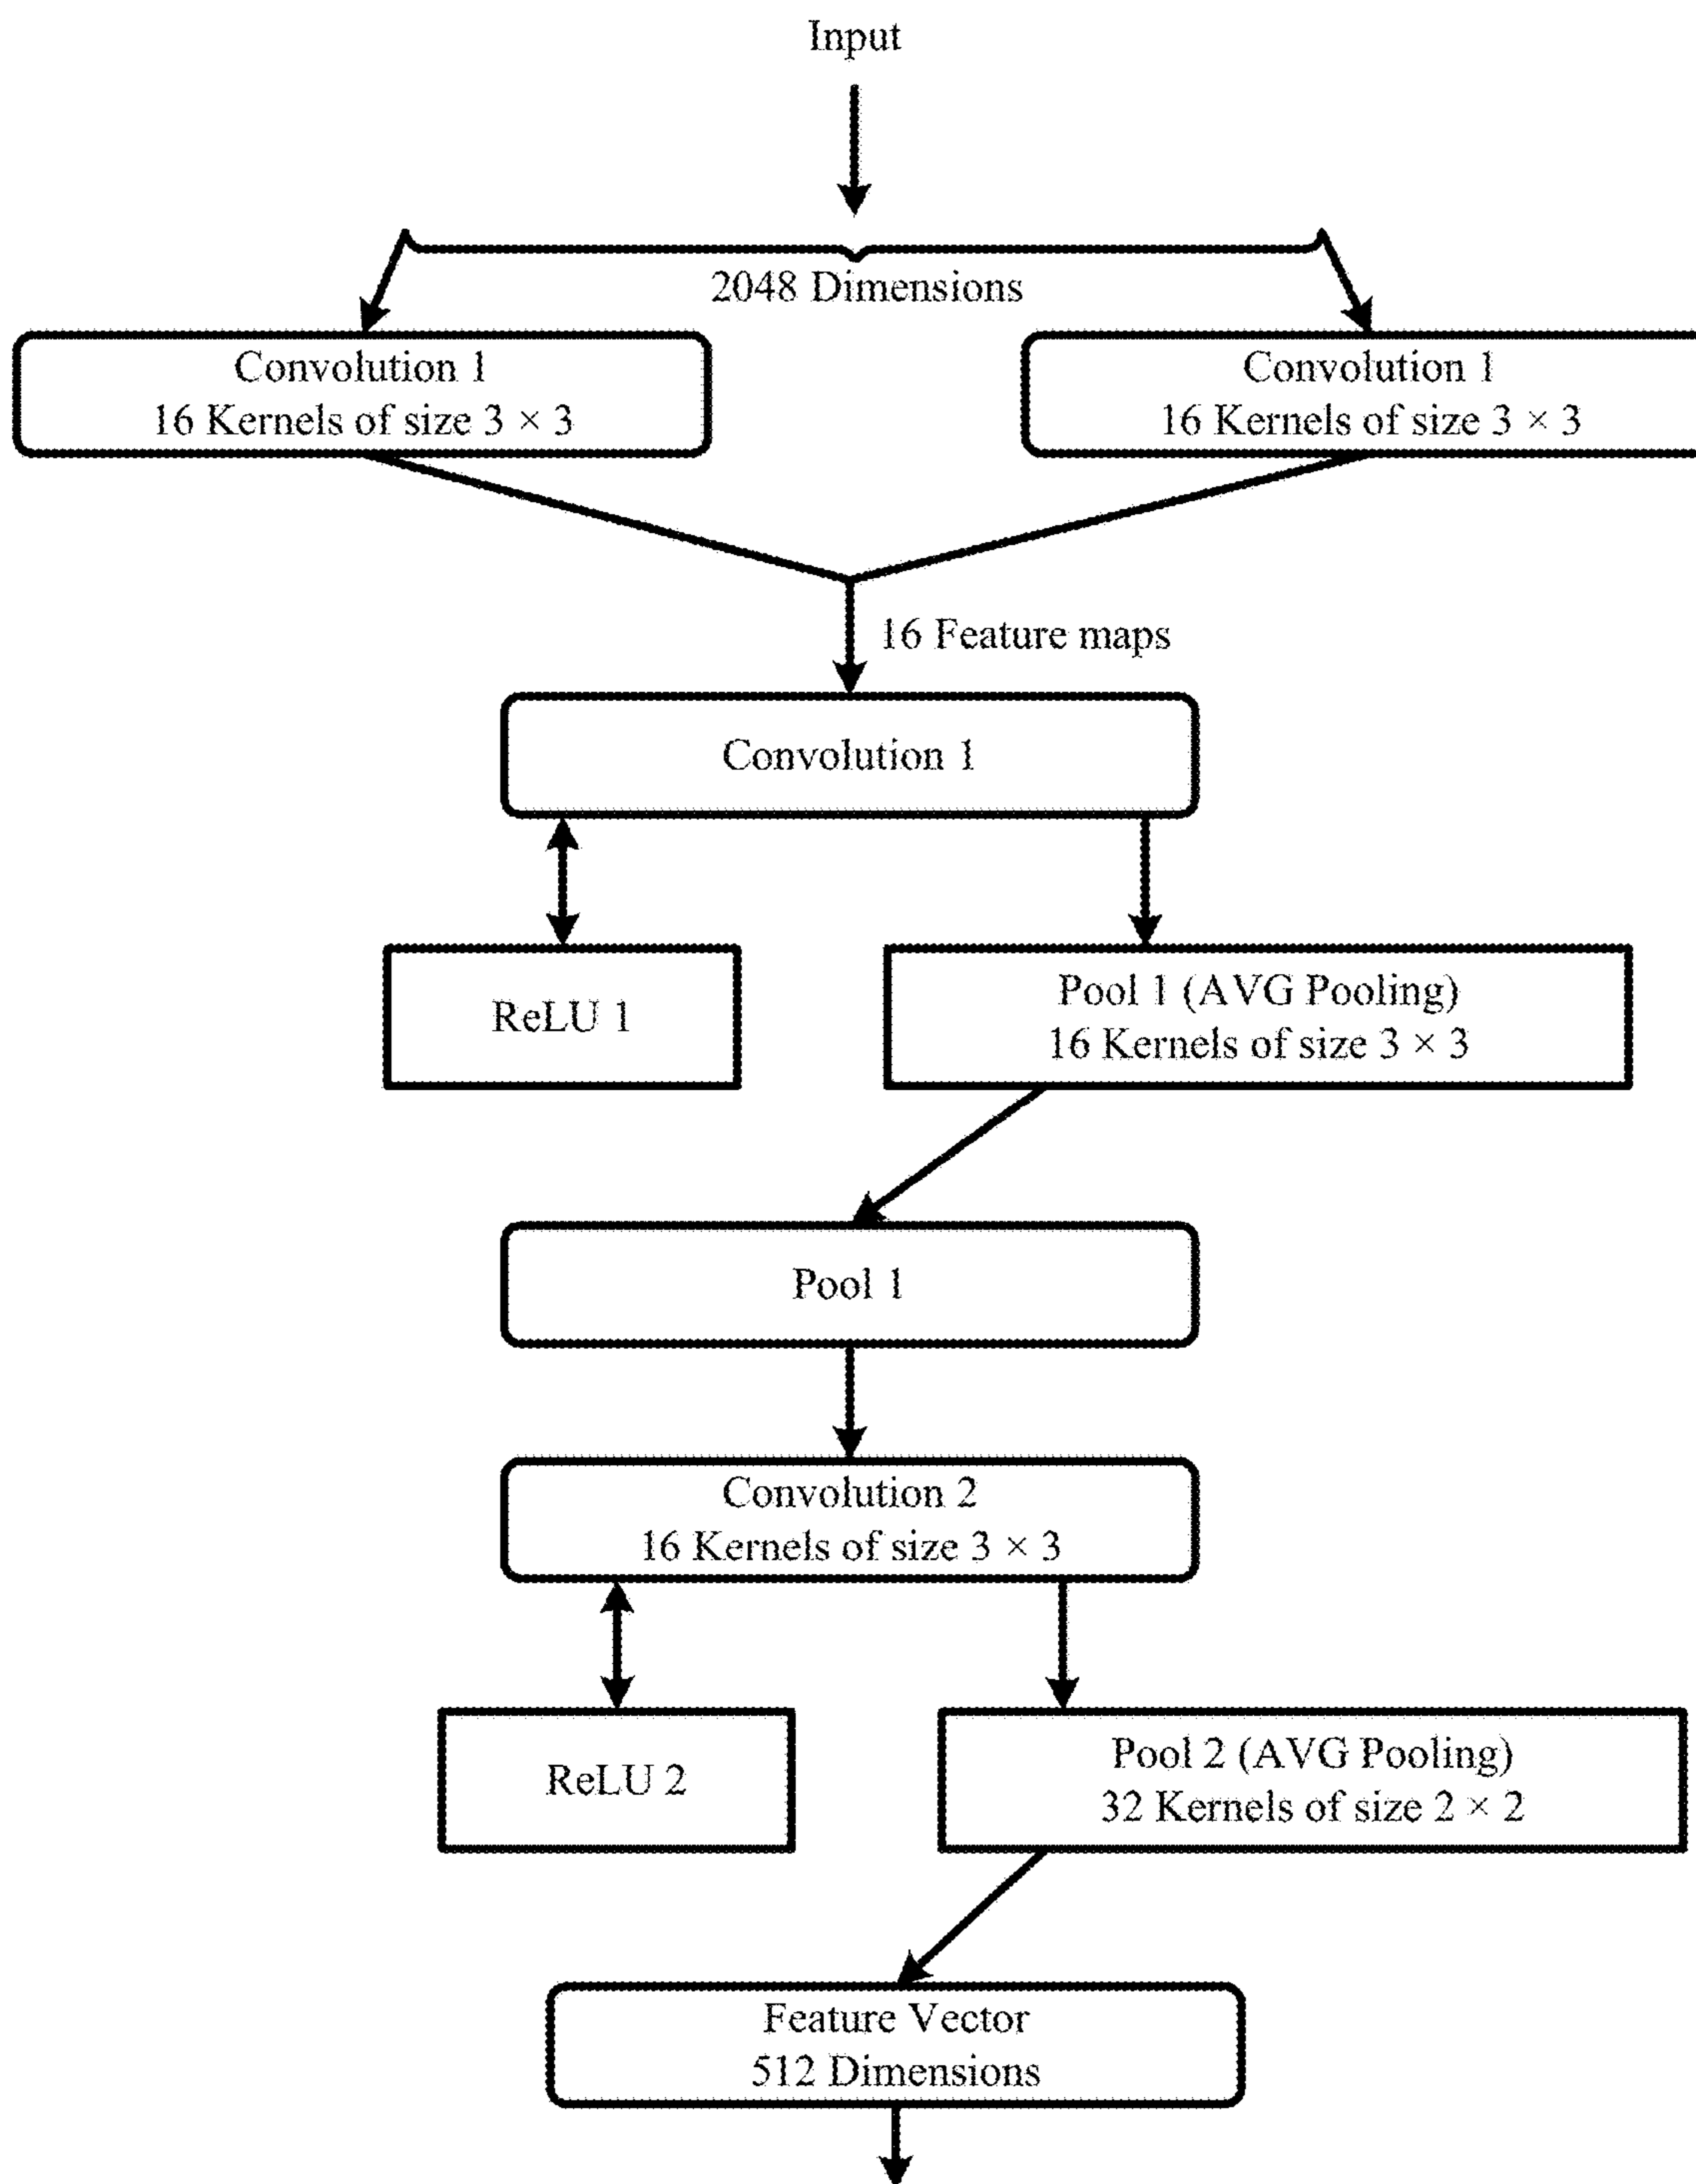 Input
2048 Dimensions
Convolution 1
16 Kernels of size 3 × 3
Convolution 1
16 Kernels of size 3 × 3
16 Feature maps
Convolution 1
ReLU 1
Pool 1 (AVG Pooling)
16 Kernels of size 3 × 3
Pool 1
Convolution 2
16 Kernels of size 3 × 3
ReLU 2
Pool 2 (AVG Pooling)
32 Kernels of size 2 × 2
Feature Vector
512 Dimensions